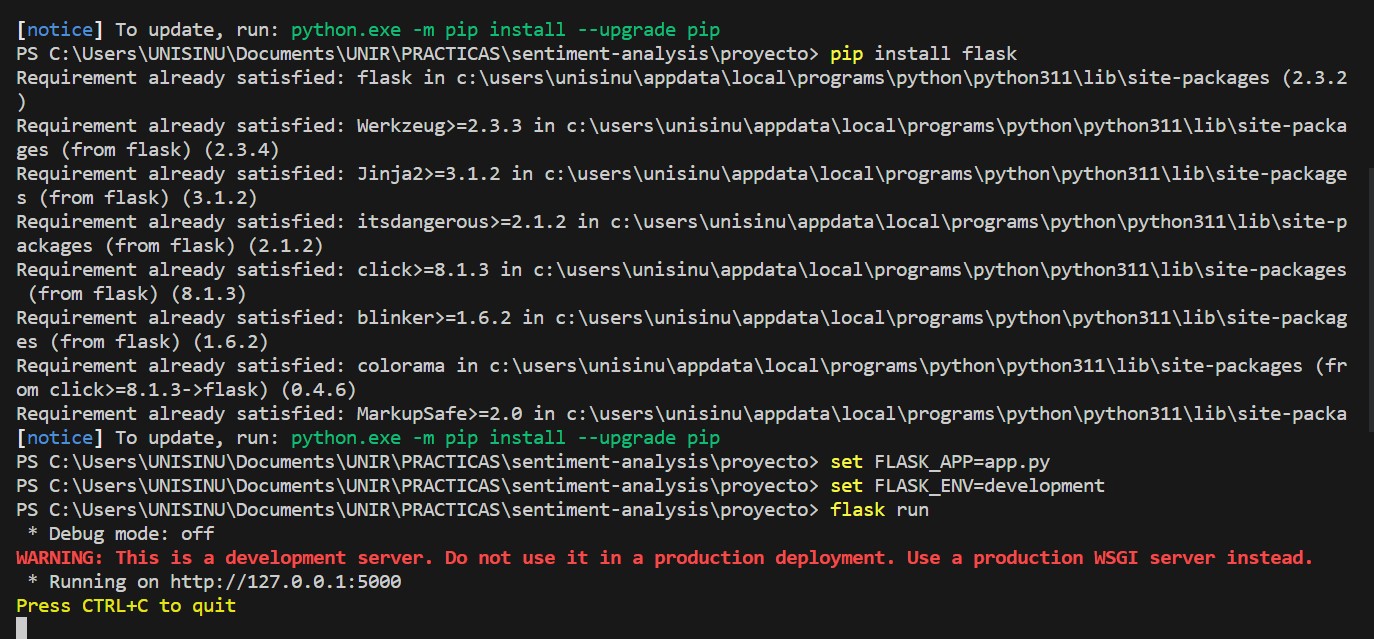 [notice] To update, run: python.exe -m pip install --upgrade pip
PS C:\Users\UNISINU\Documents\UNIR\PRACTICAS\sentiment-analysis\proyecto> pip install flask
Requirement already satisfied: flask in c:\users\unisinu\appdata\local\programs\python\python311\lib\site-packages (2.3.2
)
Requirement already satisfied: Werkzeug>=2.3.3 in c:\users\unisinu\appdata\local\programs\python\python311\lib\site-packa
ges (from flask) (2.3.4)
Requirement already satisfied: Jinja2>=3.1.2 in c:\users\unisinu\appdata\local\programs\python\python311\lib\site-package
s (from flask) (3.1.2)
Requirement already satisfied: itsdangerous>=2.1.2 in c:\users\unisinu\appdata\local\programs\python\python311\lib\site-p
ackages (from flask) (2.1.2)
Requirement already satisfied: click>=8.1.3 in c:\users\unisinu\appdata\local\programs\python\python311\lib\site-packages
 (from flask) (8.1.3)
Requirement already satisfied: blinker>=1.6.2 in c:\users\unisinu\appdata\local\programs\python\python311\lib\site-packag
es (from flask) (1.6.2)
Requirement already satisfied: colorama in c:\users\unisinu\appdata\local\programs\python\python311\lib\site-packages (fr
om click>=8.1.3->flask) (0.4.6)
Requirement already satisfied: MarkupSafe>=2.0 in c:\users\unisinu\appdata\local\programs\python\python311\lib\site-packa
[notice] To update, run: python.exe -m pip install --upgrade pip
PS C:\Users\UNISINU\Documents\UNIR\PRACTICAS\sentiment-analysis\proyecto> set FLASK_APP=app.py
PS C:\Users\UNISINU\Documents\UNIR\PRACTICAS\sentiment-analysis\proyecto> set FLASK_ENV=development
PS C:\Users\UNISINU\Documents\UNIR\PRACTICAS\sentiment-analysis\proyecto> flask run
 * Debug mode: off
WARNING: This is a development server. Do not use it in a production deployment. Use a production WSGI server instead.
 * Running on http://127.0.0.1:5000
Press CTRL+C to quit